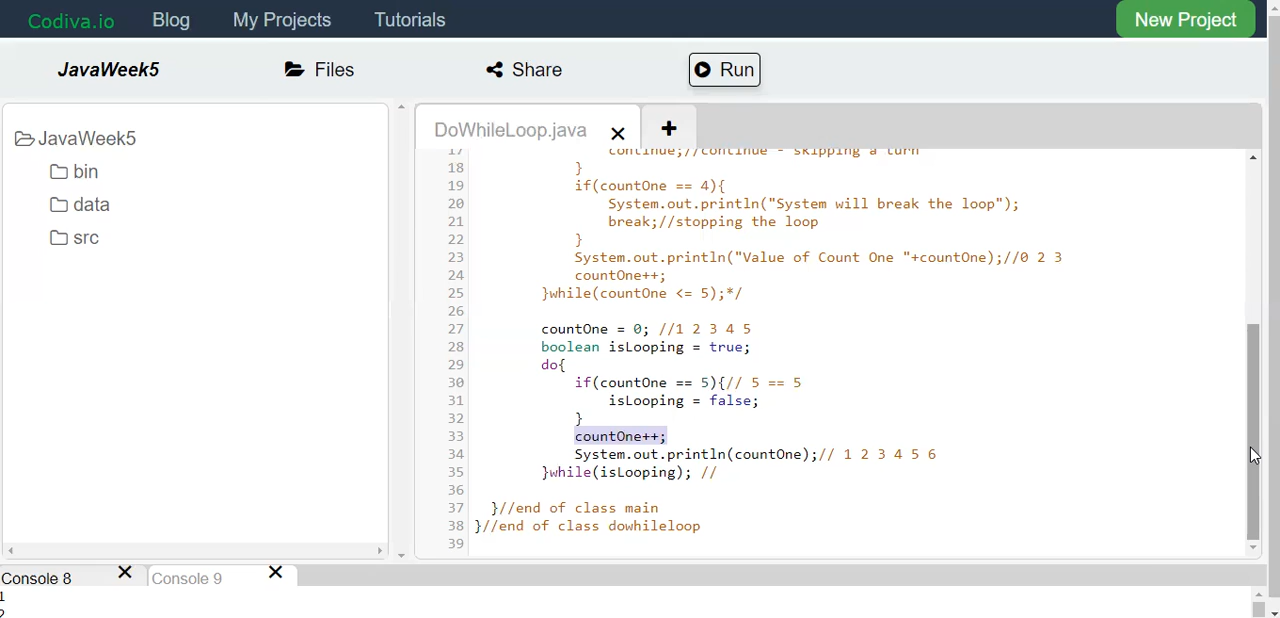 Codiva.io Blog My Projects Tutorials New Project
JavaWeek5 Files Share Run
JavaWeek5
bin
data
src
DoWhileLoop.java
17 continue;//continue - skipping a turn
18 }
19 if(countOne == 4){
20 System.out.println("System will break the loop");
21 break;//stopping the loop
22 }
23 System.out.println("Value of Count One "+countOne);//0 2 3
24 countOne++;
25 }while(countOne <= 5);*/
26
27 countOne = 0; //1 2 3 4 5
28 boolean isLooping = true;
29 do{
30 if(countOne == 5){// 5 == 5
31 isLooping = false;
32 }
33 countOne++;
34 System.out.println(countOne);// 1 2 3 4 5 6
35 }while(isLooping); //
36
37 }//end of class main
38 }//end of class dowhileloop
39
Console 8 Console 9
1
2